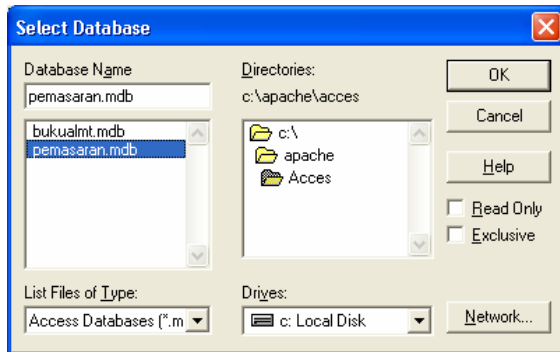 Select Database
Database Name
pemasaran.mdb
bukualmt.mdb
pemasaran.mdb
List Files of Type:
Access Databases (*.m
Directories:
c:\apache\acces
c:\
apache
Acces
Drives:
c: Local Disk
OK
Cancel
Help
Read Only
Exclusive
Network...